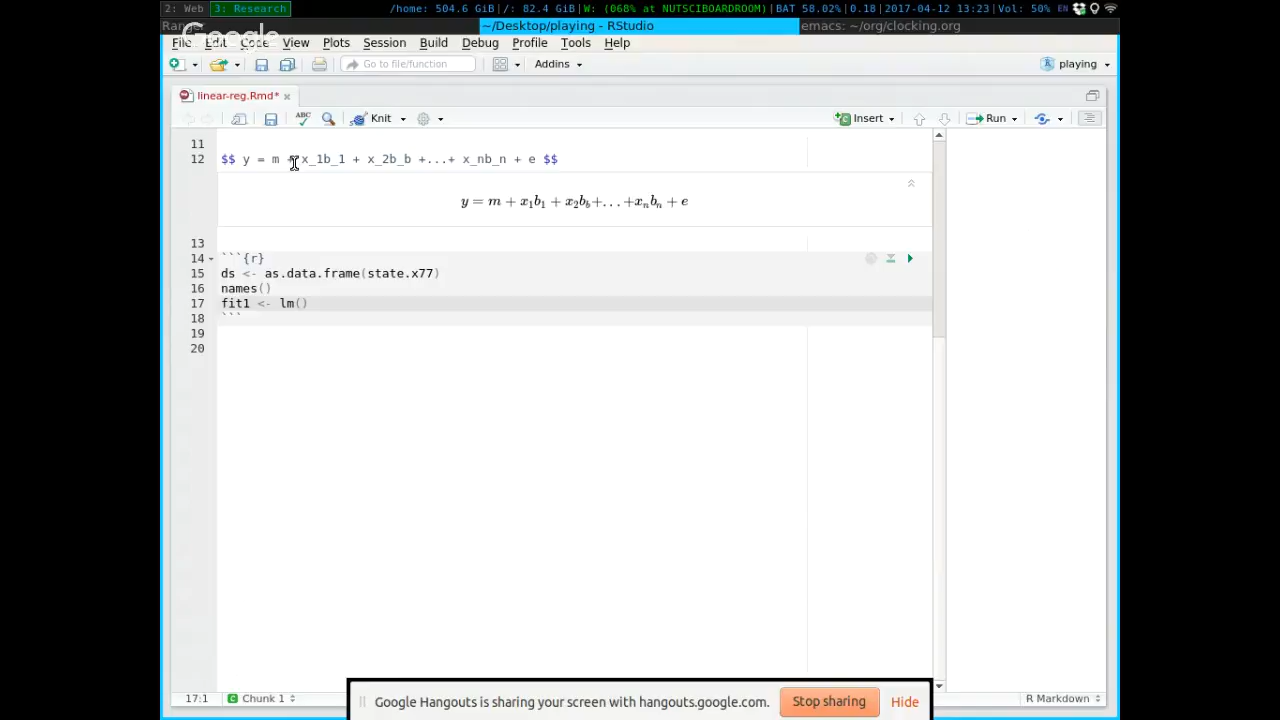 2: Web 3: Research /home: 504.6 GiB|/: 82.4 GiB|W: (068% at NUTSCIBOARDROOM)|BAT 58.02%|0.18|2017-04-12 13:23|Vol: 50% EN
~/Desktop/playing - RStudio emacs: ~/org/clocking.org
Google
File Edit Code View Plots Session Build Debug Profile Tools Help
Go to file/function Addins playing
linear-reg.Rmd*
ABC Knit Insert Run
11
12 $$ y = m + x_1b_1 + x_2b_b +...+ x_nb_n + e $$
y = m + x₁b₁ + x₂b_b+...+xₙbₙ + e
13
14 ```{r}
15 ds <- as.data.frame(state.x77)
16 names()
17 fit1 <- lm()
18 ```
19
20
17:1 C Chunk 1 R Markdown
Google Hangouts is sharing your screen with hangouts.google.com. Stop sharing Hide